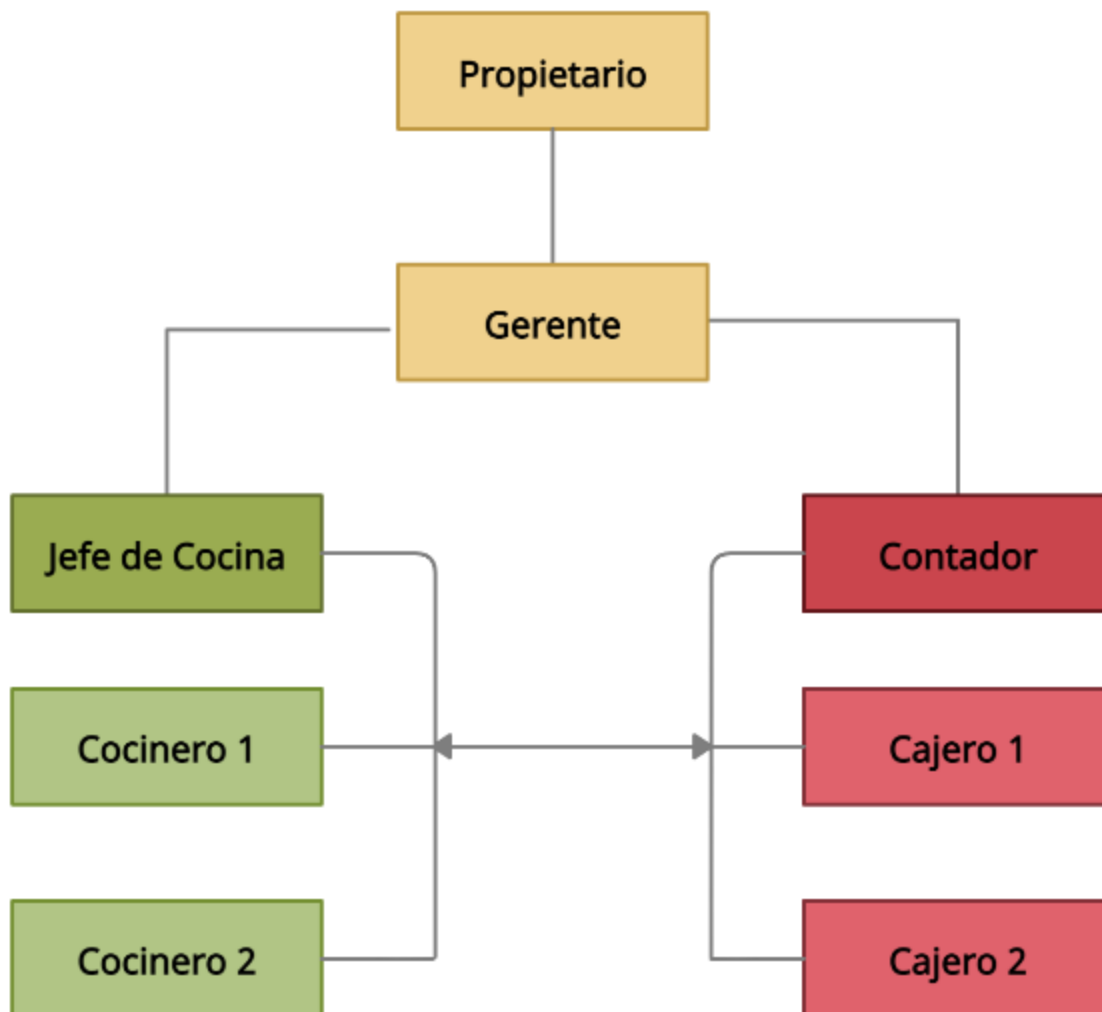 Propietario
Gerente
Jefe de Cocina
Contador
Cocinero 1
Cajero 1
Cocinero 2
Cajero 2